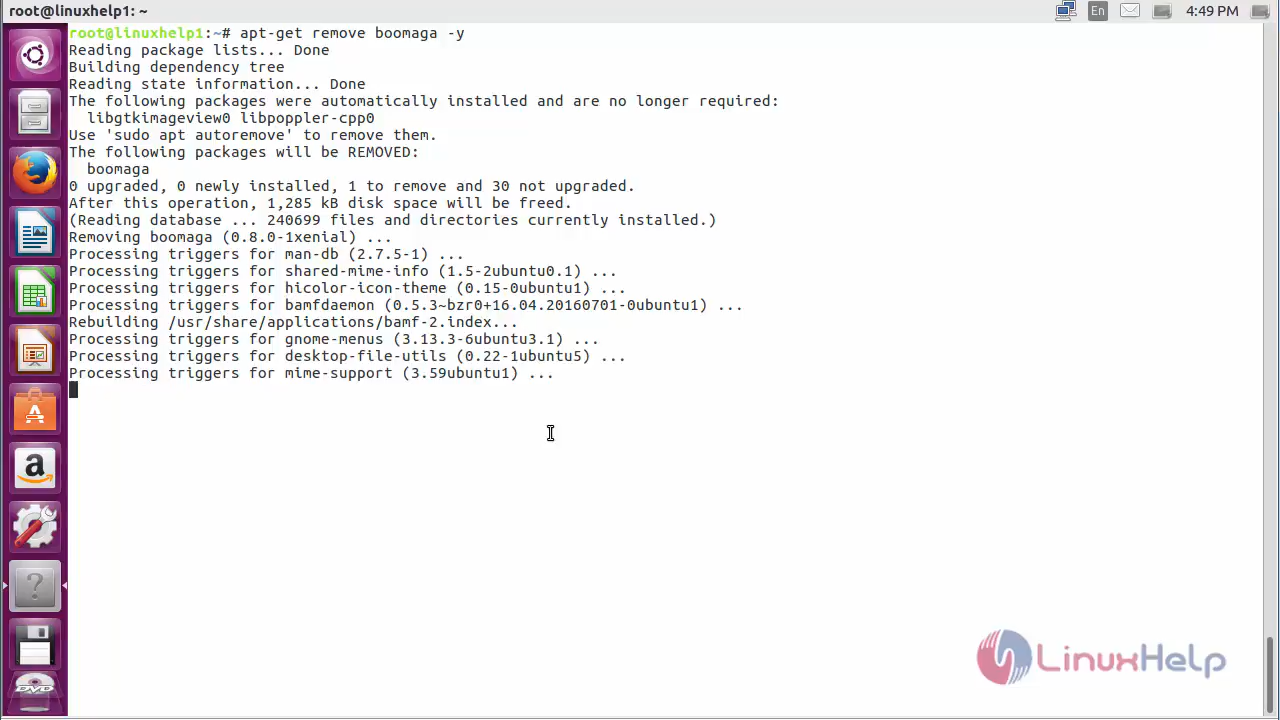 root@linuxhelp1: ~
En
4:49 PM
root@linuxhelp1:~# apt-get remove boomaga -y
Reading package lists... Done
Building dependency tree
Reading state information... Done
The following packages were automatically installed and are no longer required:
  libgtkimageview0 libpoppler-cpp0
Use 'sudo apt autoremove' to remove them.
The following packages will be REMOVED:
  boomaga
0 upgraded, 0 newly installed, 1 to remove and 30 not upgraded.
After this operation, 1,285 kB disk space will be freed.
(Reading database ... 240699 files and directories currently installed.)
Removing boomaga (0.8.0-1xenial) ...
Processing triggers for man-db (2.7.5-1) ...
Processing triggers for shared-mime-info (1.5-2ubuntu0.1) ...
Processing triggers for hicolor-icon-theme (0.15-0ubuntu1) ...
Processing triggers for bamfdaemon (0.5.3~bzr0+16.04.20160701-0ubuntu1) ...
Rebuilding /usr/share/applications/bamf-2.index...
Processing triggers for gnome-menus (3.13.3-6ubuntu3.1) ...
Processing triggers for desktop-file-utils (0.22-1ubuntu5) ...
Processing triggers for mime-support (3.59ubuntu1) ...
A
a
?
DVD
LinuxHelp